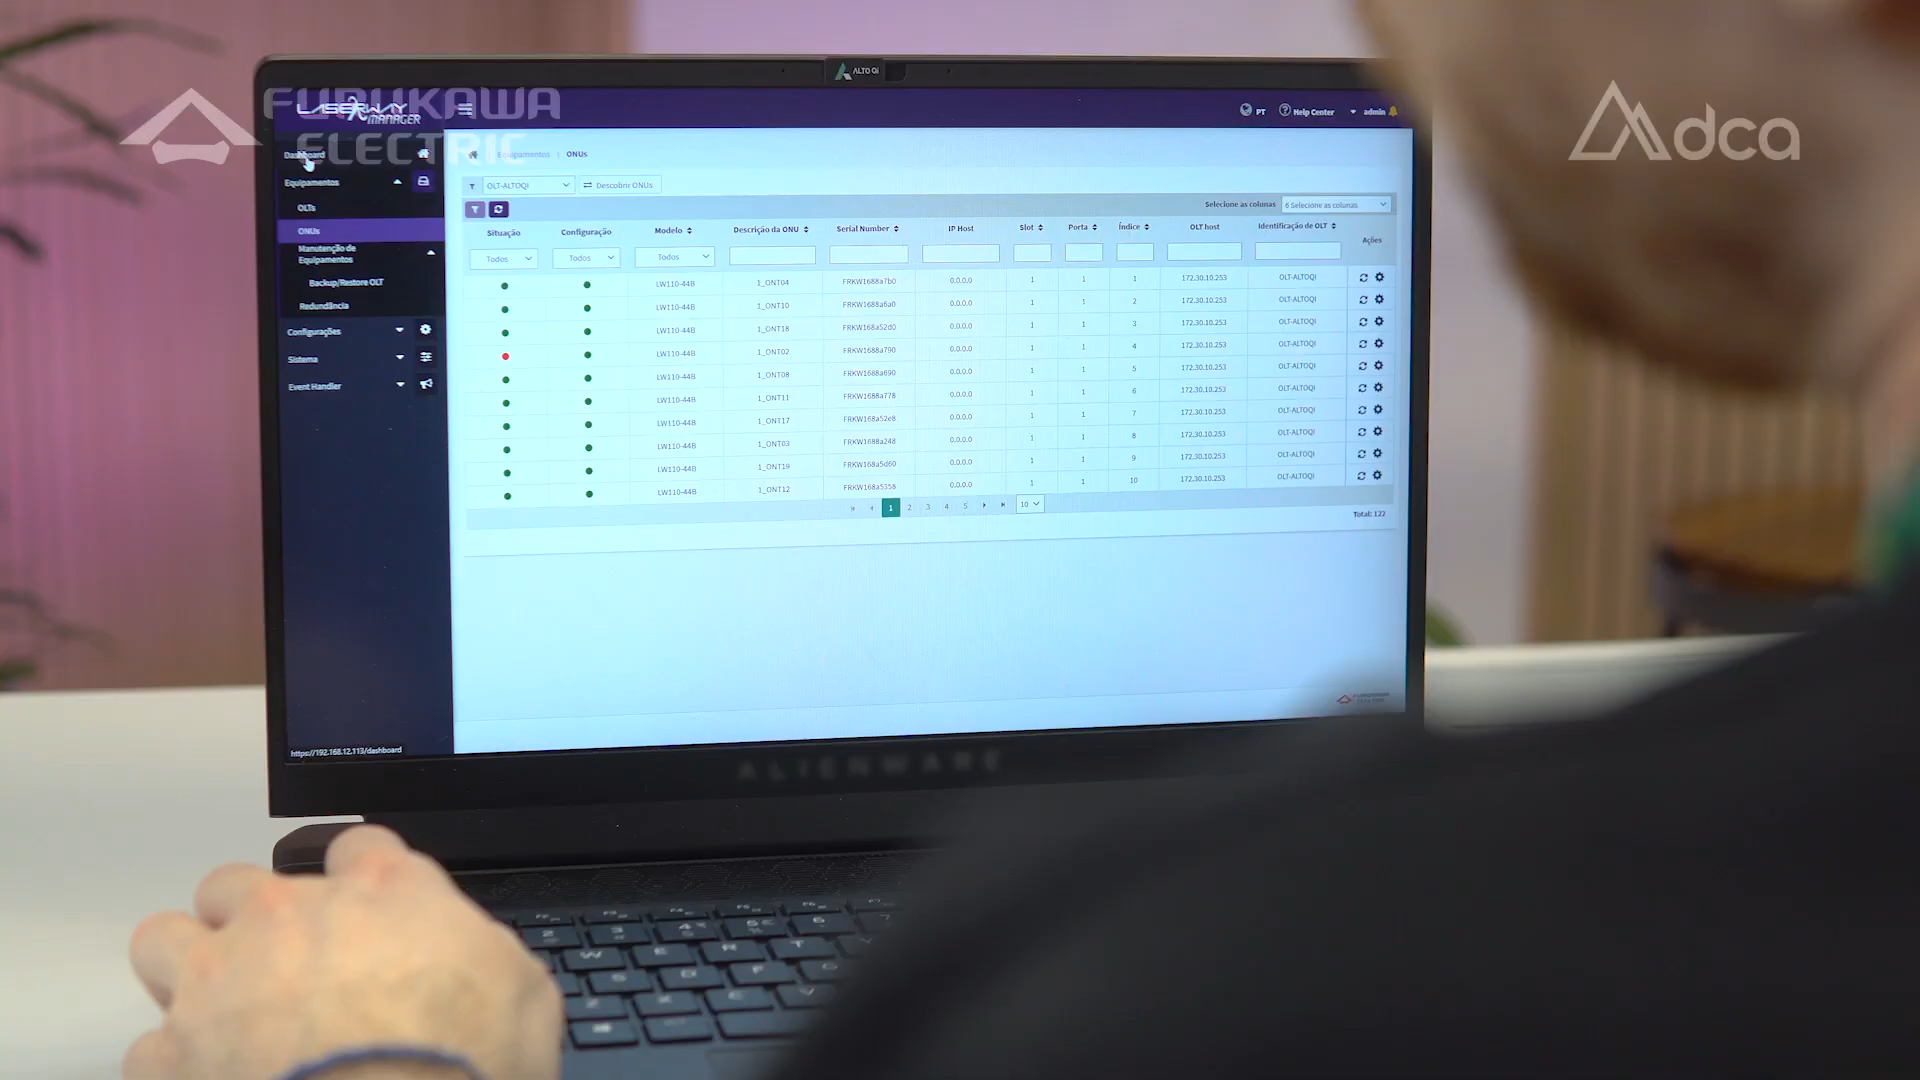 FURUKAWA
ELECTRIC
dca
ALTO Qi
LASERWAY
MANAGER
PT Help Center admin
Dashboard
Equipamentos
OLTs
ONUs
Manutenção de
Equipamentos
Backup/Restore OLT
Redundância
Configurações
Sistema
Event Handler
https://192.168.12.113/dashboard
Equipamentos | ONUs
OLT-ALTOQI Descobrir ONUs
Selecione as colunas 6 Selecione as colunas
Situação Configuração Modelo Descrição da ONU Serial Number IP Host Slot Porta Índice OLT host Identificação de OLT Ações
Todos Todos Todos
LW110-44B 1_ONT04 FRKW1688a7b0 0.0.0.0 1 1 1 172.30.10.253 OLT-ALTOQI
LW110-44B 1_ONT10 FRKW1688a6a0 0.0.0.0 1 1 2 172.30.10.253 OLT-ALTOQI
LW110-44B 1_ONT18 FRKW168a52d0 0.0.0.0 1 1 3 172.30.10.253 OLT-ALTOQI
LW110-44B 1_ONT02 FRKW1688a790 0.0.0.0 1 1 4 172.30.10.253 OLT-ALTOQI
LW110-44B 1_ONT08 FRKW1688a690 0.0.0.0 1 1 5 172.30.10.253 OLT-ALTOQI
LW110-44B 1_ONT11 FRKW1688a778 0.0.0.0 1 1 6 172.30.10.253 OLT-ALTOQI
LW110-44B 1_ONT17 FRKW168a52e8 0.0.0.0 1 1 7 172.30.10.253 OLT-ALTOQI
LW110-44B 1_ONT03 FRKW168a248 0.0.0.0 1 1 8 172.30.10.253 OLT-ALTOQI
LW110-44B 1_ONT19 FRKW168a5d60 0.0.0.0 1 1 9 172.30.10.253 OLT-ALTOQI
LW110-44B 1_ONT12 FRKW168a5358 0.0.0.0 1 1 10 172.30.10.253 OLT-ALTOQI
1 2 3 4 5 10
Total: 122
ALIENWARE